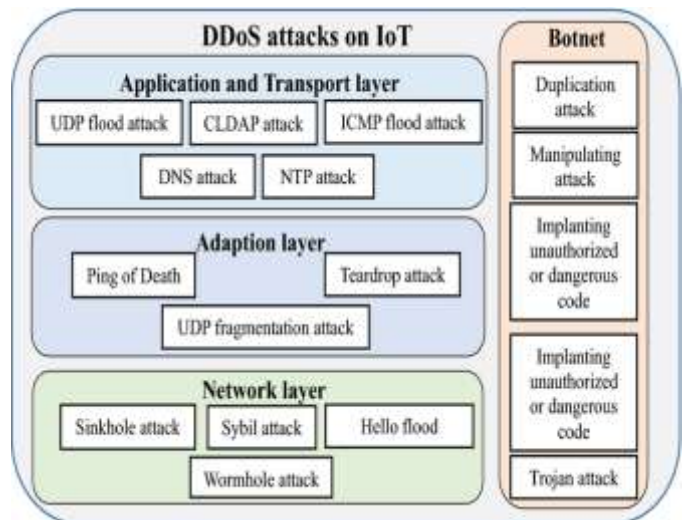 DDoS attacks on IoT
Application and Transport layer
UDP flood attack
CLDAP attack
ICMP flood attack
DNS attack
NTP attack
Adaption layer
Ping of Death
Teardrop attack
UDP fragmentation attack
Network layer
Sinkhole attack
Sybil attack
Hello flood
Wormhole attack
Botnet
Duplication
attack
Manipulating
attack
Implanting
unauthorized
or dangerous
code
Implanting
unauthorized
or dangerous
code
Trojan attack